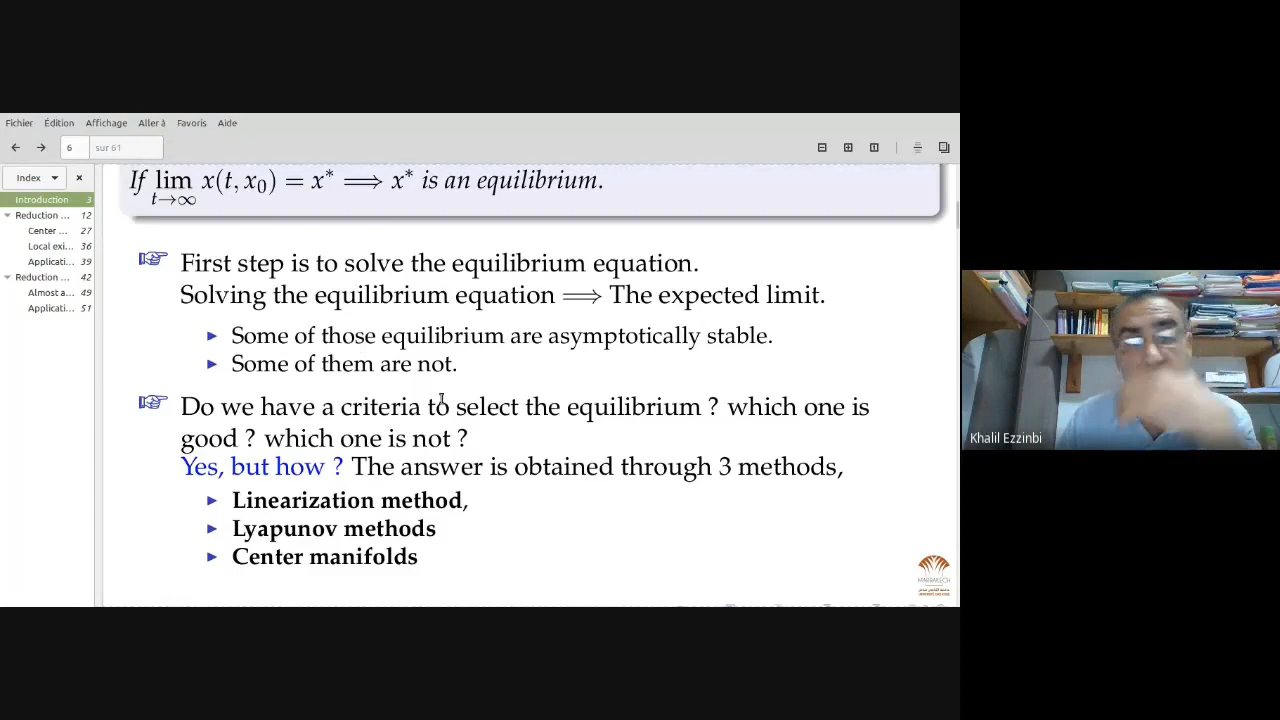 Fichier Édition Affichage Aller à Favoris Aide
6 sur 61
Index
Introduction 3
Reduction ... 12
Center ... 27
Local exi... 36
Applicati... 39
Reduction ... 42
Almost a... 49
Applicati... 51
If lim x(t, x₀) = x* ⟹ x* is an equilibrium.
t→∞
First step is to solve the equilibrium equation.
Solving the equilibrium equation ⟹ The expected limit.
Some of those equilibrium are asymptotically stable.
Some of them are not.
Do we have a criteria to select the equilibrium ? which one is
good ? which one is not ?
Yes, but how ? The answer is obtained through 3 methods,
Linearization method,
Lyapunov methods
Center manifolds
MARRAKECH
Khalil Ezzinbi